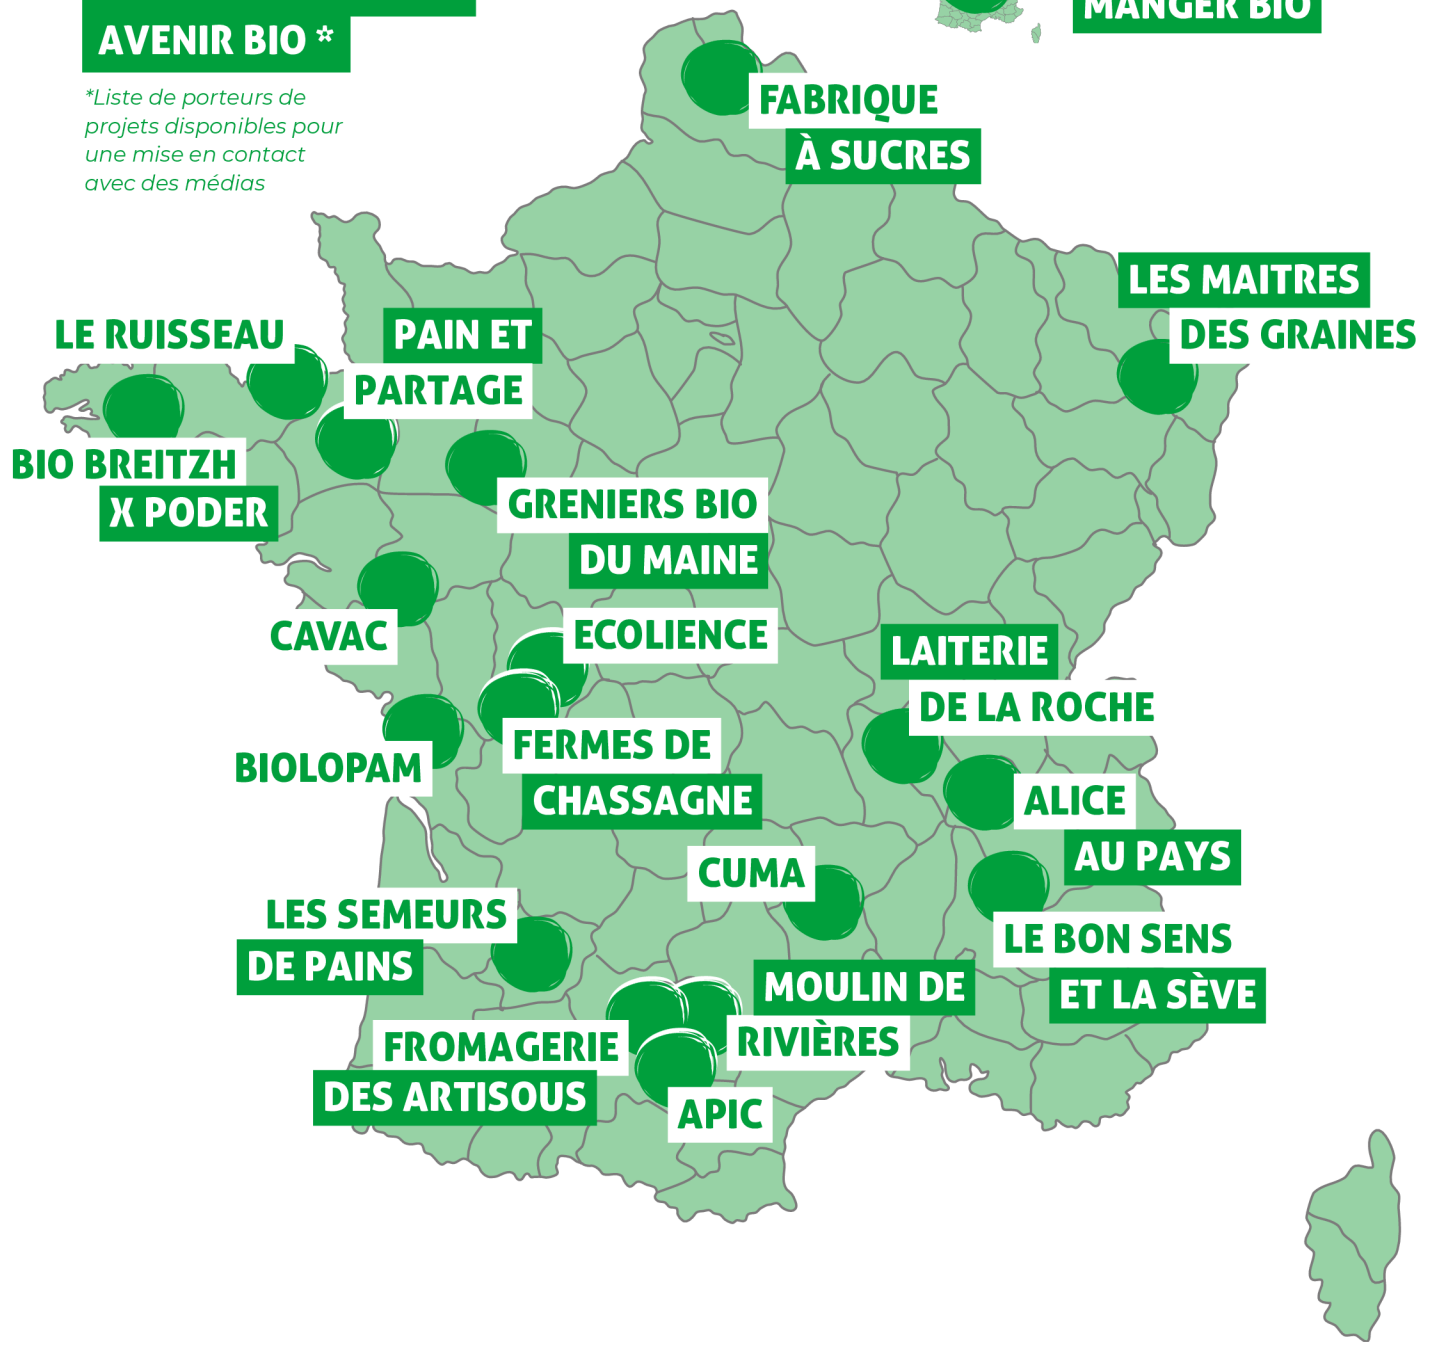 AVENIR BIO *
MANGER BIO
*Liste de porteurs de
projets disponibles pour
une mise en contact
avec des médias
FABRIQUE
À SUCRES
LES MAITRES
DES GRAINES
LE RUISSEAU
PAIN ET
PARTAGE
BIO BREITZH
X PODER
GRENIERS BIO
DU MAINE
CAVAC
ECOLIENCE
LAITERIE
DE LA ROCHE
BIOLOPAM
FERMES DE
CHASSAGNE
ALICE
AU PAYS
CUMA
LES SEMEURS
DE PAINS
LE BON SENS
ET LA SÈVE
MOULIN DE
RIVIÈRES
FROMAGERIE
DES ARTISOUS
APIC